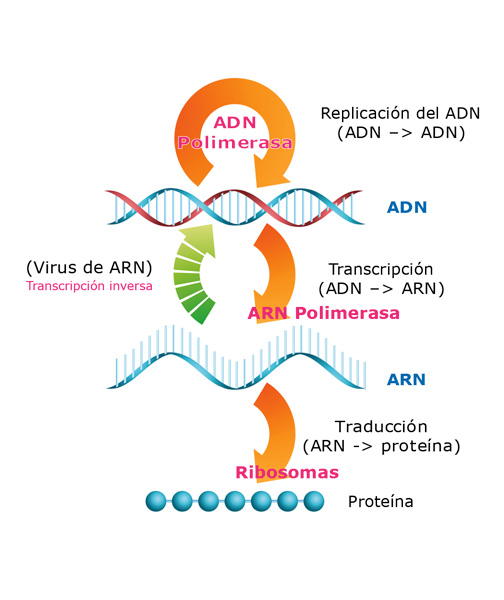 ADN
Polimerasa
Replicación del ADN
(ADN –> ADN)
ADN
(Virus de ARN)
Transcripción inversa
Transcripción
(ADN –> ARN)
ARN Polimerasa
ARN
Traducción
(ARN -> proteína)
Ribosomas
Proteína